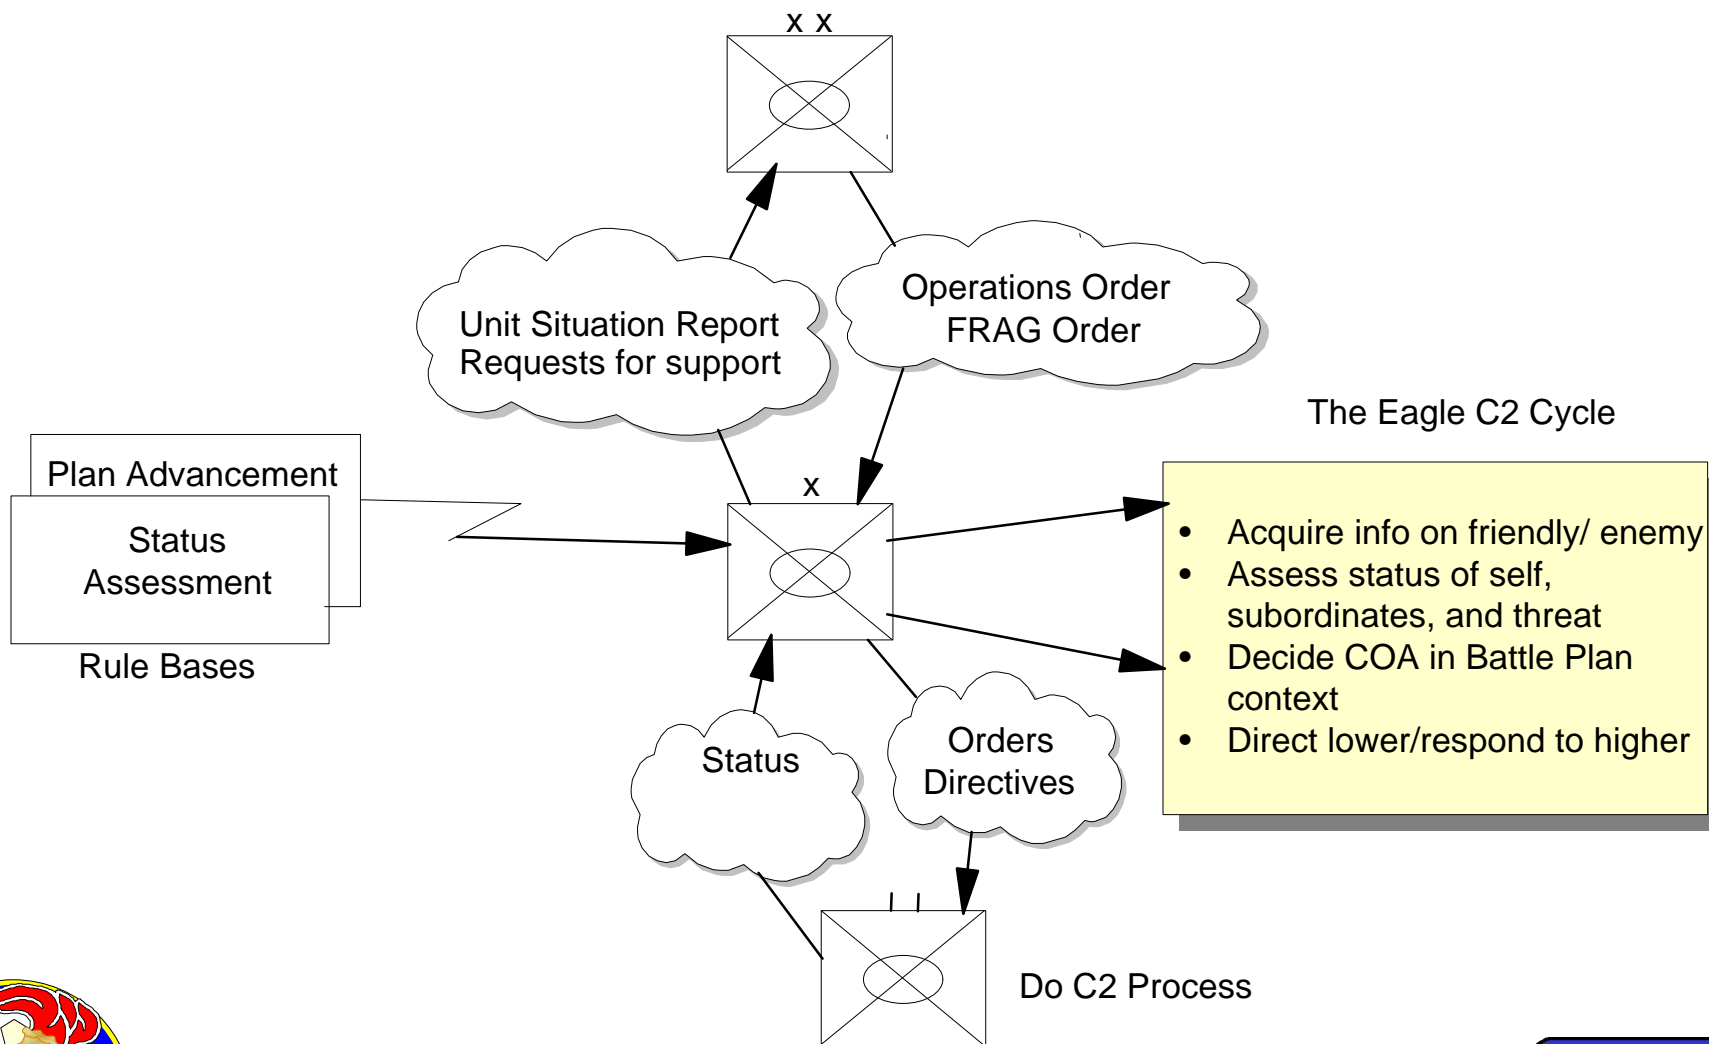 x x
Unit Situation Report
Requests for support
Operations Order
FRAG Order
The Eagle C2 Cycle
Plan Advancement
Status
Assessment
Rule Bases
x
• Acquire info on friendly/ enemy
• Assess status of self,
subordinates, and threat
• Decide COA in Battle Plan
context
• Direct lower/respond to higher
Status
Orders
Directives
Do C2 Process